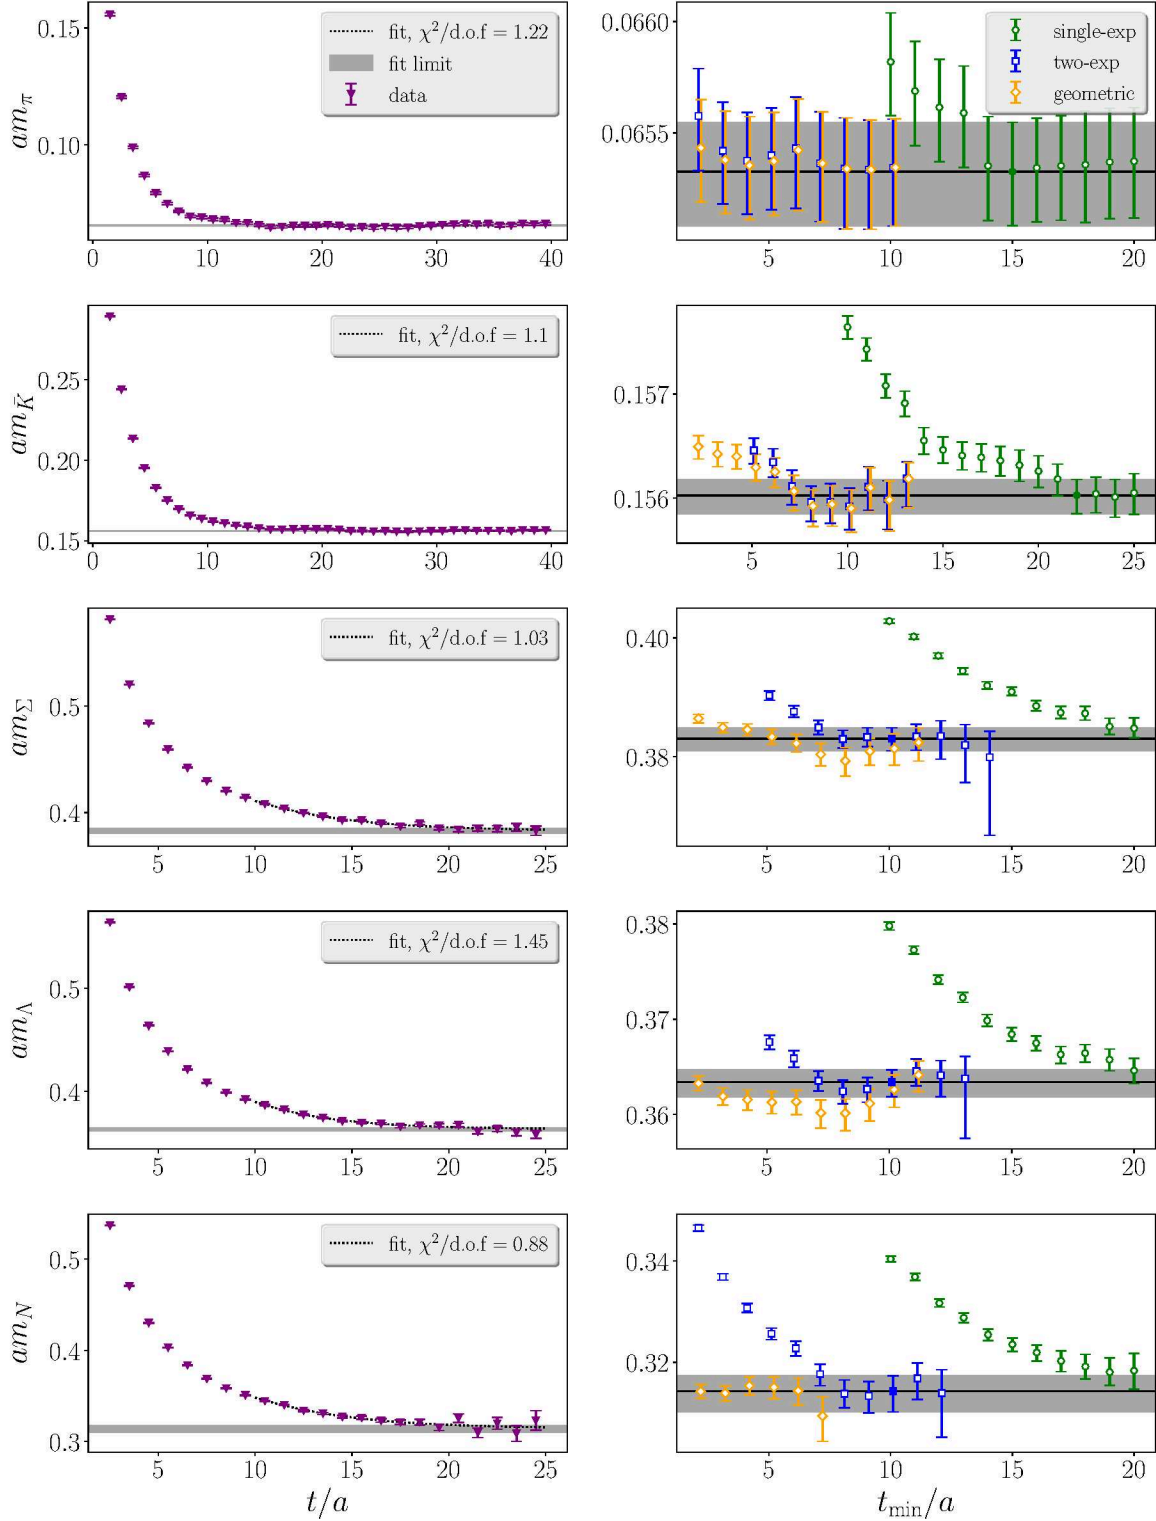 0.15
0.10
am_π
fit, χ²/d.o.f = 1.22
fit limit
data
0 10 20 30 40
0.0660
0.0655
single-exp
two-exp
geometric
5 10 15 20
0.25
0.20
0.15
am_K̄
fit, χ²/d.o.f = 1.1
0 10 20 30 40
0.157
0.156
5 10 15 20 25
0.5
0.4
am_Σ
fit, χ²/d.o.f = 1.03
5 10 15 20 25
0.40
0.38
5 10 15 20
0.5
0.4
am_Λ
fit, χ²/d.o.f = 1.45
5 10 15 20 25
0.38
0.37
0.36
5 10 15 20
0.5
0.4
0.3
am_N
fit, χ²/d.o.f = 0.88
5 10 15 20 25
t/a
0.34
0.32
5 10 15 20
t_min/a